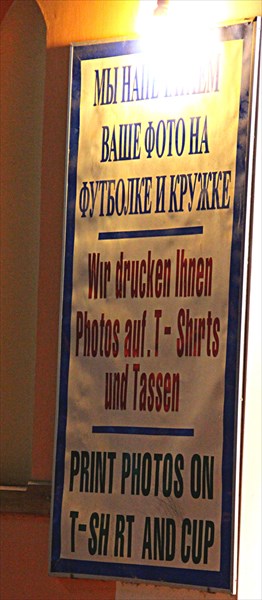 МЫ НАПЕЧАТАЕМ
ВАШЕ ФОТО НА
ФУТБОЛКЕ И КРУЖКЕ
Wir drucken Ihnen
Photos auf. T - Shirts
und Tassen
PRINT PHOTOS ON
T-SH RT AND CUP